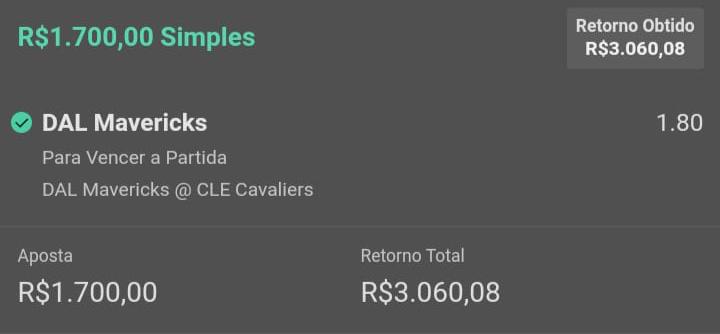 R$1.700,00 Simples
Retorno Obtido
R$3.060,08
DAL Mavericks
1.80
Para Vencer a Partida
DAL Mavericks @ CLE Cavaliers
Aposta
Retorno Total
R$1.700,00
R$3.060,08